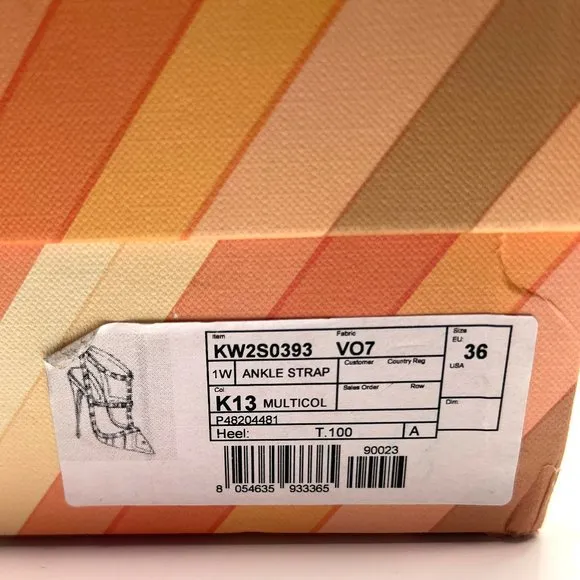 Item Fabric Size
KW2S0393 VO7 EU: 36
1W ANKLE STRAP Customer Country Reg USA
Col. Sales Order Row Dim.
K13 MULTICOL
P48204481
Heel: T.100 A
90023
8 054635 933365